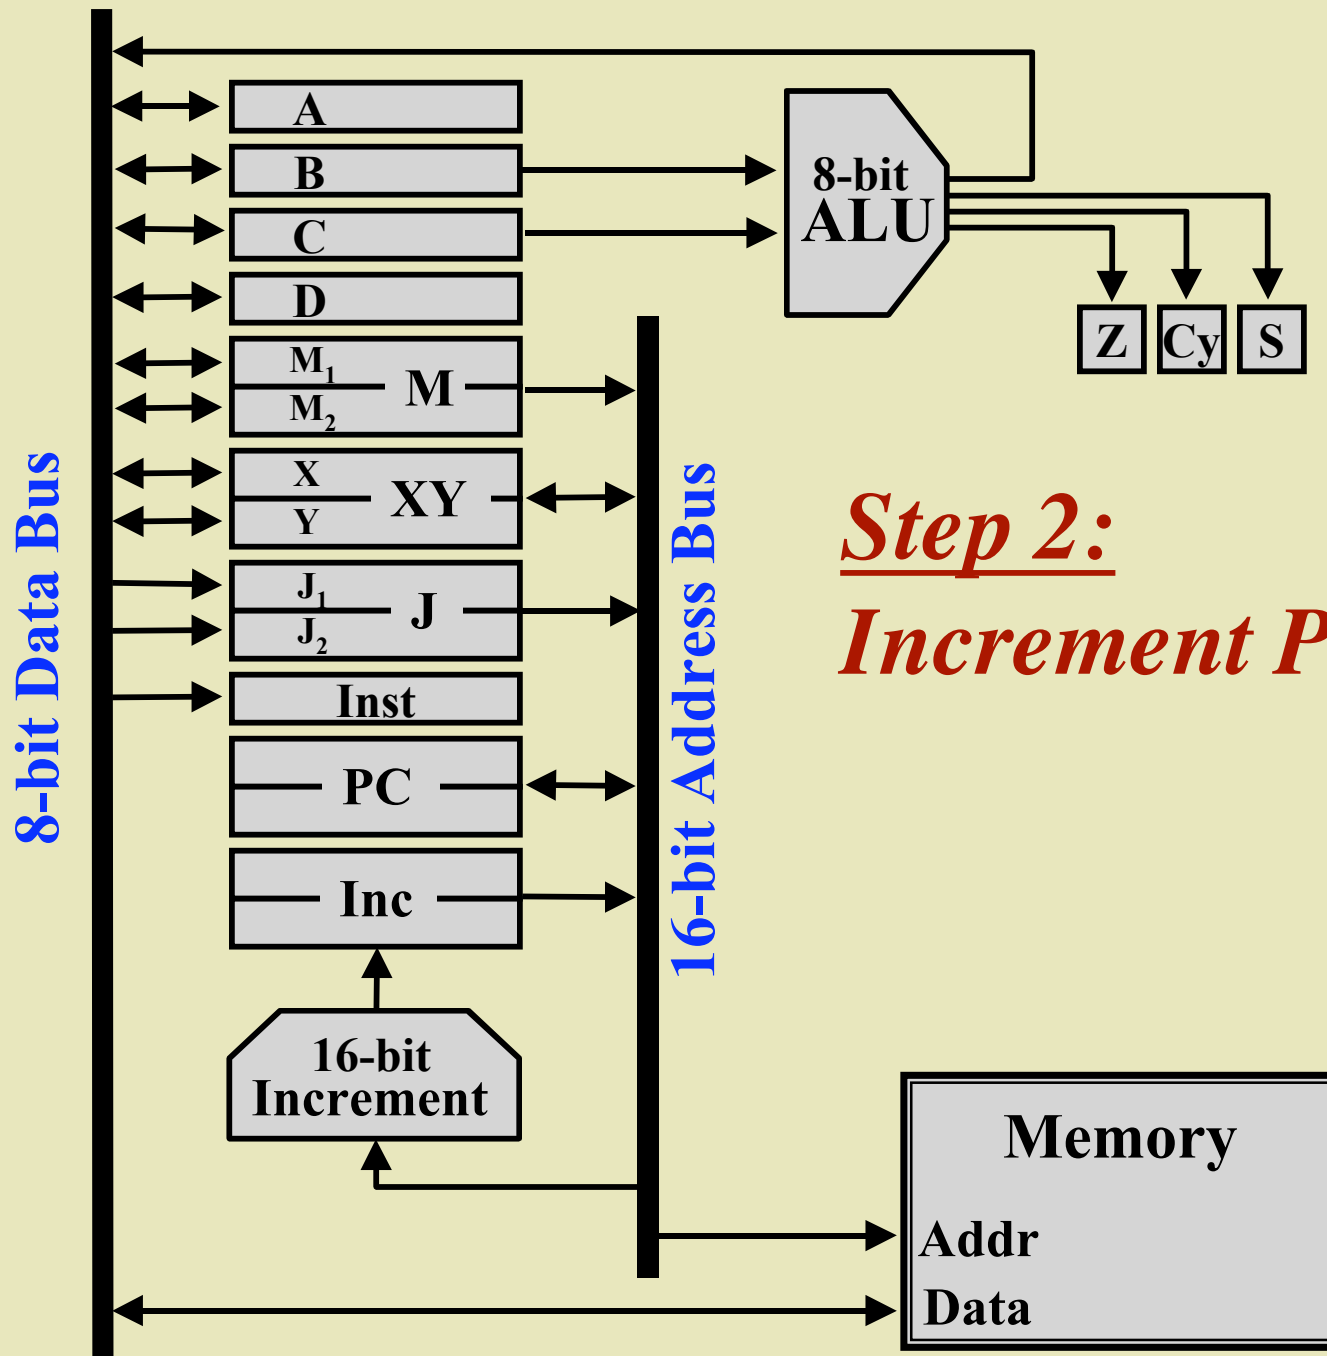 A
B
C
D
M₁
M₂
M
X
Y
XY
J₁
J₂
J
Inst
PC
Inc
16-bit
Increment
8-bit Data Bus
16-bit Address Bus
8-bit
ALU
Z
Cy
S
Step 2:
Increment P
Memory
Addr
Data